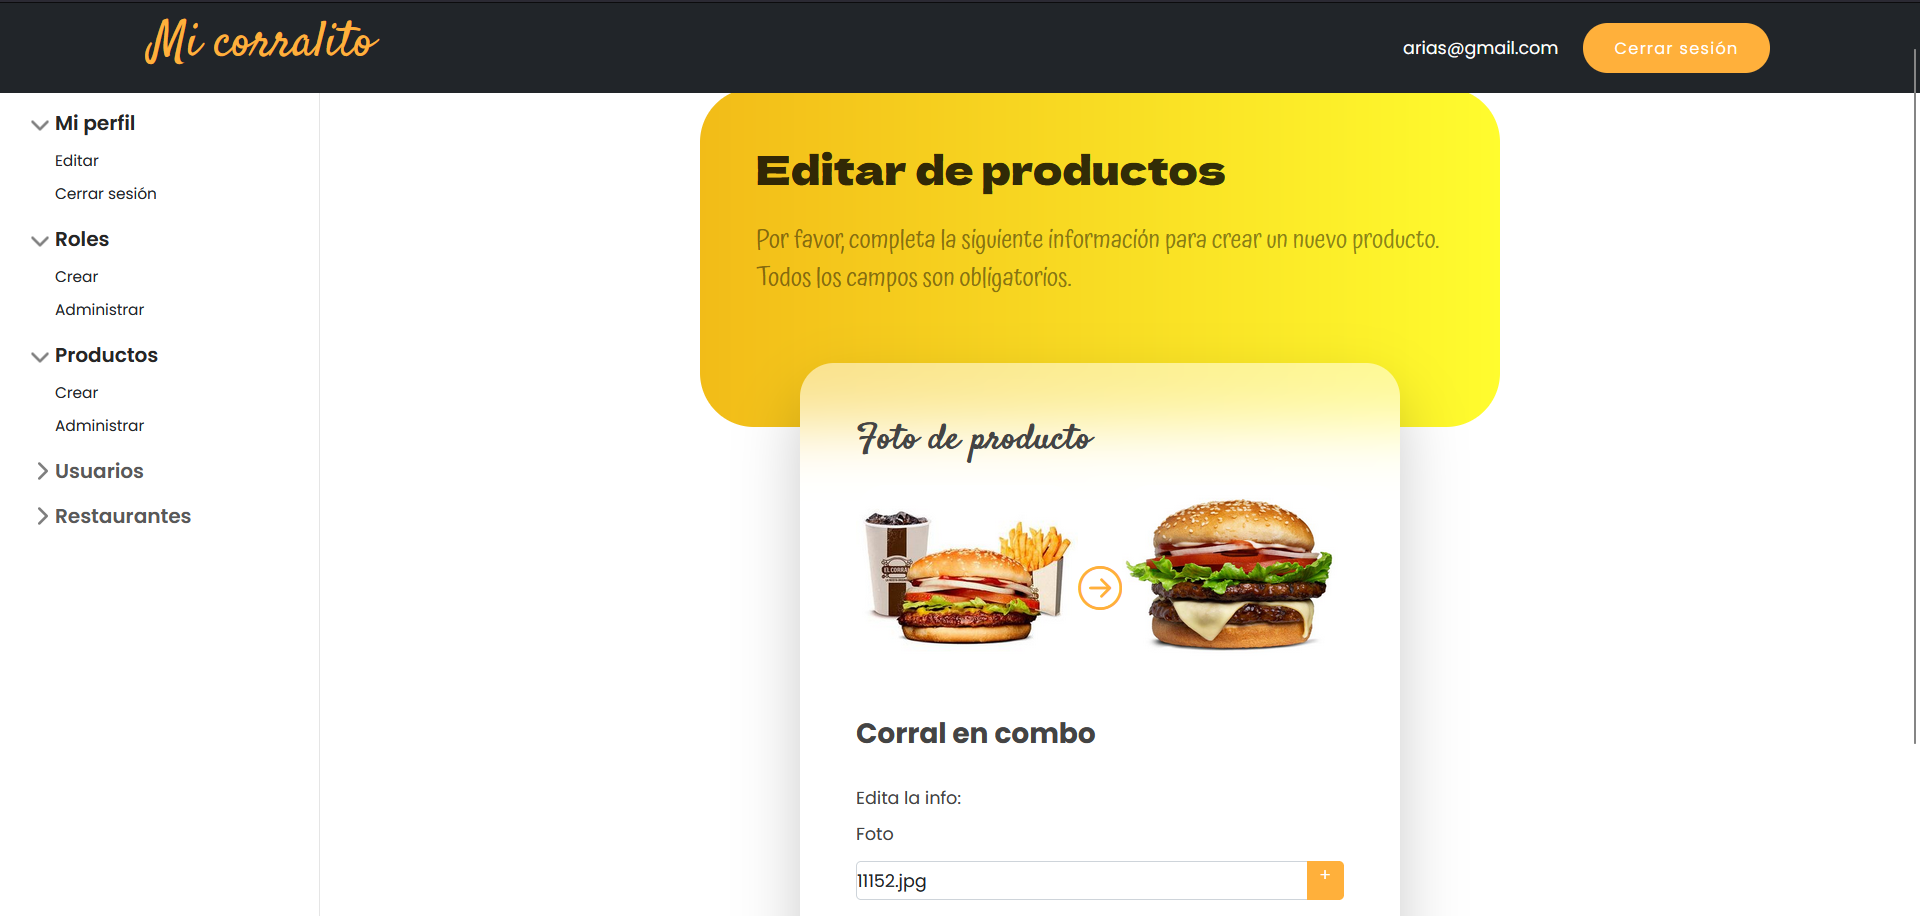 Mi corralito
arias@gmail.com
Cerrar sesión
Mi perfil
Editar
Cerrar sesión
Roles
Crear
Administrar
Productos
Crear
Administrar
Usuarios
Restaurantes
Editar de productos
Por favor, completa la siguiente información para crear un nuevo producto.
Todos los campos son obligatorios.
Foto de producto
EL CORRA
Corral en combo
Edita la info:
Foto
11152.jpg
+